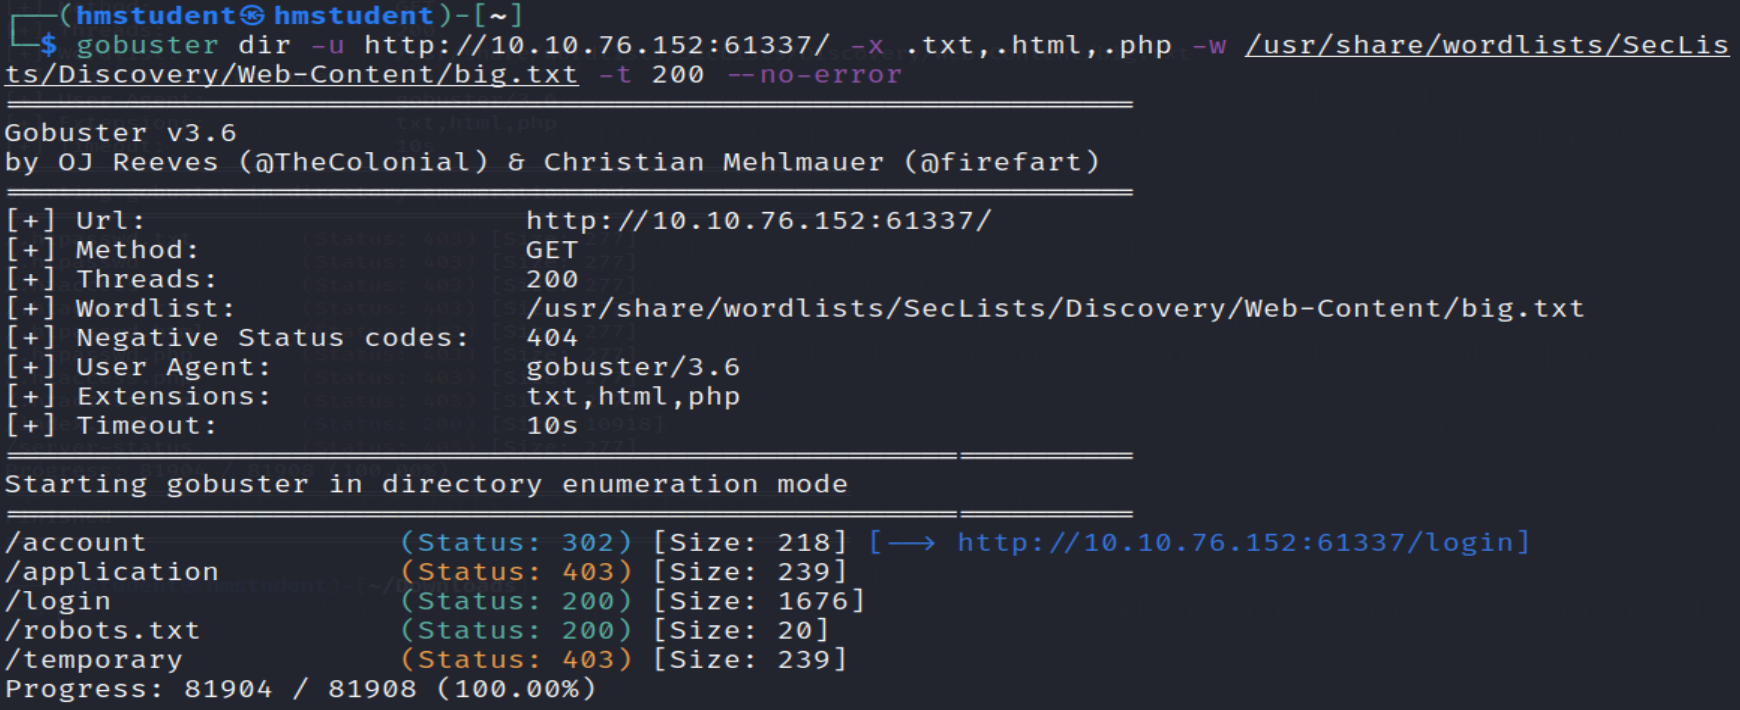 ┌──(hmstudent㉿hmstudent)-[~]
└─$ gobuster dir -u http://10.10.76.152:61337/ -x .txt,.html,.php -w /usr/share/wordlists/SecLis
ts/Discovery/Web-Content/big.txt -t 200 --no-error
===============================================================
Gobuster v3.6
by OJ Reeves (@TheColonial) & Christian Mehlmauer (@firefart)
===============================================================
[+] Url:                     http://10.10.76.152:61337/
[+] Method:                  GET
[+] Threads:                 200
[+] Wordlist:                /usr/share/wordlists/SecLists/Discovery/Web-Content/big.txt
[+] Negative Status codes:   404
[+] User Agent:              gobuster/3.6
[+] Extensions:              txt,html,php
[+] Timeout:                 10s
===============================================================
Starting gobuster in directory enumeration mode
===============================================================
/account              (Status: 302) [Size: 218] [--> http://10.10.76.152:61337/login]
/application          (Status: 403) [Size: 239]
/login                (Status: 200) [Size: 1676]
/robots.txt           (Status: 200) [Size: 20]
/temporary            (Status: 403) [Size: 239]
Progress: 81904 / 81908 (100.00%)